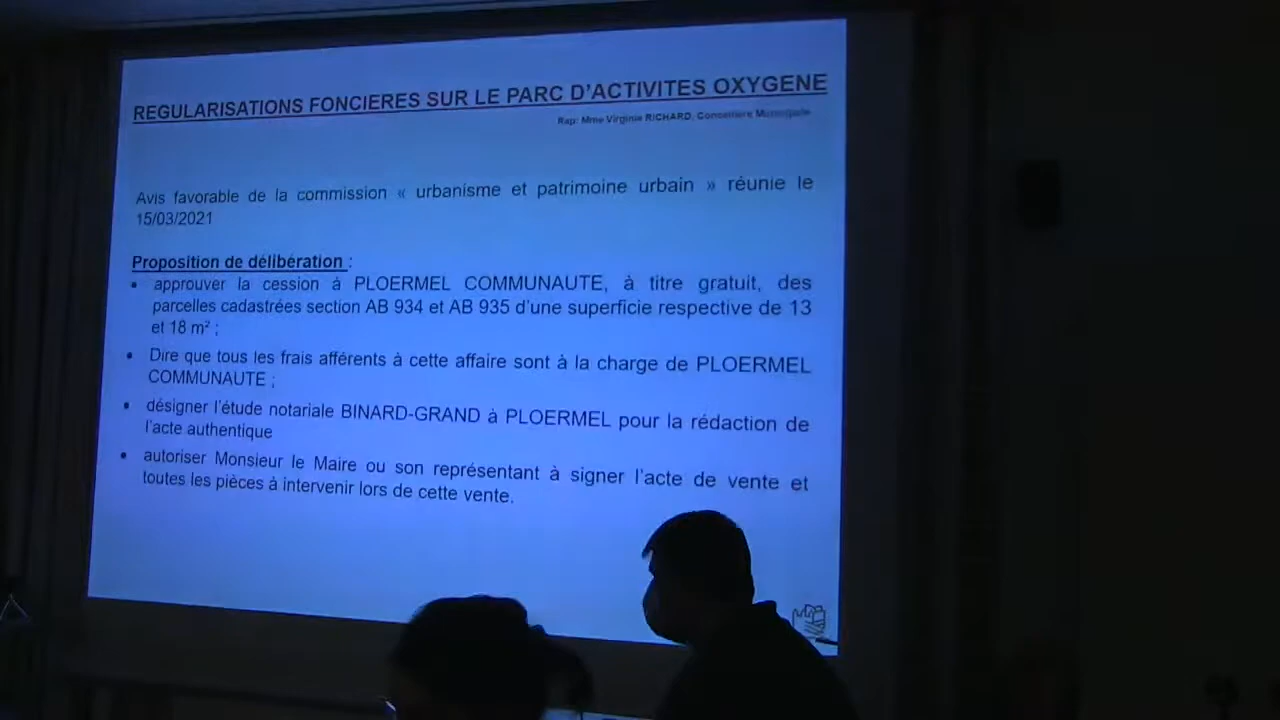 REGULARISATIONS FONCIERES SUR LE PARC D'ACTIVITES OXYGENE
Rap: Mme Virginie RICHARD, Conseillère Municipale
Avis favorable de la commission « urbanisme et patrimoine urbain » réunie le
15/03/2021
Proposition de délibération :
• approuver la cession à PLOERMEL COMMUNAUTE, à titre gratuit, des
parcelles cadastrées section AB 934 et AB 935 d'une superficie respective de 13
et 18 m² ;
• Dire que tous les frais afférents à cette affaire sont à la charge de PLOERMEL
COMMUNAUTE ;
• désigner l'étude notariale BINARD-GRAND à PLOERMEL pour la rédaction de
l'acte authentique
• autoriser Monsieur le Maire ou son représentant à signer l'acte de vente et
toutes les pièces à intervenir lors de cette vente.